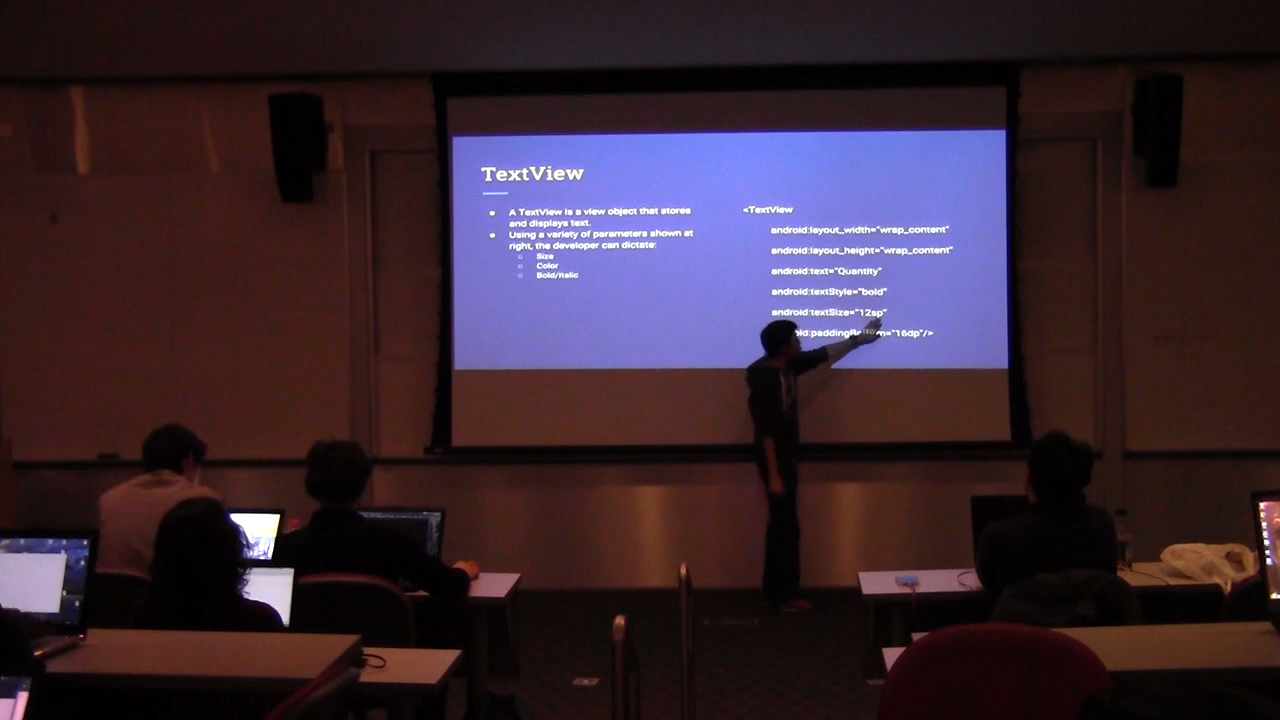 TextView
A TextView is a view object that stores
and displays text.
Using a variety of parameters shown at
right, the developer can dictate:
Size
Color
Bold/Italic
<TextView
android:layout_width="wrap_content"
android:layout_height="wrap_content"
android:text="Quantity"
android:textStyle="bold"
android:textSize="12sp"
oid:paddingBottom="16dp"/>